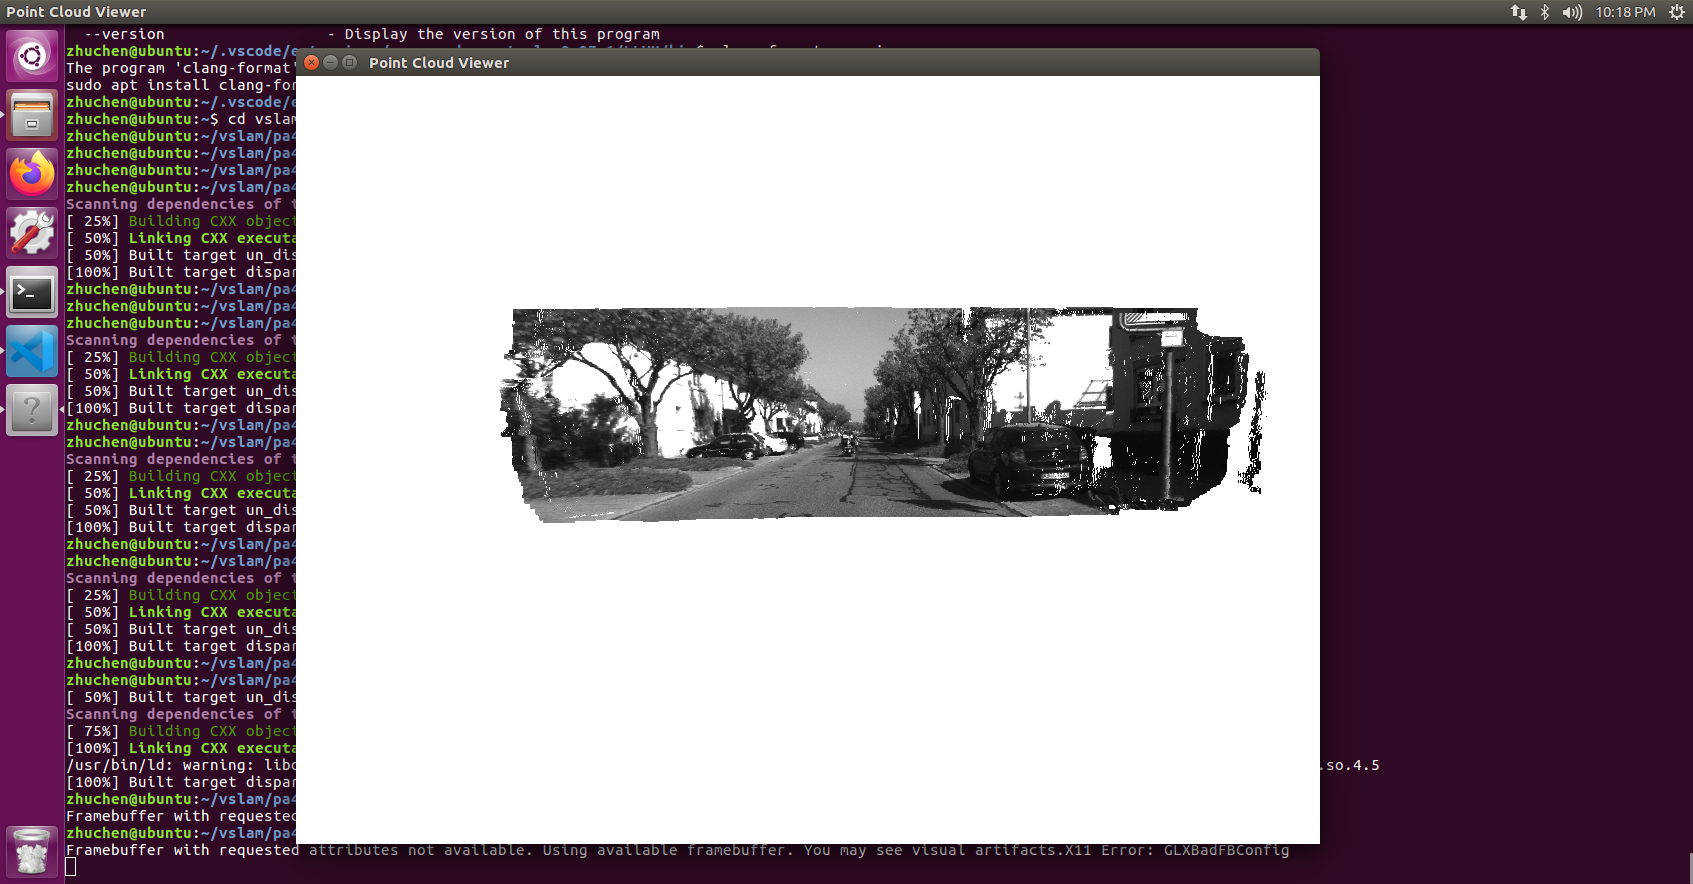 Point Cloud Viewer
10:18 PM
--version - Display the version of this program
zhuchen@ubuntu:~/.vscode/e
The program 'clang-format'
sudo apt install clang-for
zhuchen@ubuntu:~/.vscode/e
zhuchen@ubuntu:~$ cd vslam
zhuchen@ubuntu:~/vslam/pa4
zhuchen@ubuntu:~/vslam/pa4
zhuchen@ubuntu:~/vslam/pa4
zhuchen@ubuntu:~/vslam/pa4
Scanning dependencies of t
[ 25%] Building CXX object
[ 50%] Linking CXX executa
[ 50%] Built target un_dis
[100%] Built target dispar
zhuchen@ubuntu:~/vslam/pa4
zhuchen@ubuntu:~/vslam/pa4
zhuchen@ubuntu:~/vslam/pa4
Scanning dependencies of t
[ 25%] Building CXX object
[ 50%] Linking CXX executa
[ 50%] Built target un_dis
[100%] Built target dispar
zhuchen@ubuntu:~/vslam/pa4
zhuchen@ubuntu:~/vslam/pa4
Scanning dependencies of t
[ 25%] Building CXX object
[ 50%] Linking CXX executa
[ 50%] Built target un_dis
[100%] Built target dispar
zhuchen@ubuntu:~/vslam/pa4
zhuchen@ubuntu:~/vslam/pa4
Scanning dependencies of t
[ 25%] Building CXX object
[ 50%] Linking CXX executa
[ 50%] Built target un_dis
[100%] Built target dispar
zhuchen@ubuntu:~/vslam/pa4
zhuchen@ubuntu:~/vslam/pa4
[ 50%] Built target un_dis
Scanning dependencies of t
[ 75%] Building CXX object
[100%] Linking CXX executa
/usr/bin/ld: warning: libo .so.4.5
[100%] Built target dispar
zhuchen@ubuntu:~/vslam/pa4
Framebuffer with requested
zhuchen@ubuntu:~/vslam/pa4
Framebuffer with requested attributes not available. Using available framebuffer. You may see visual artifacts.X11 Error: GLXBadFBConfig
Point Cloud Viewer